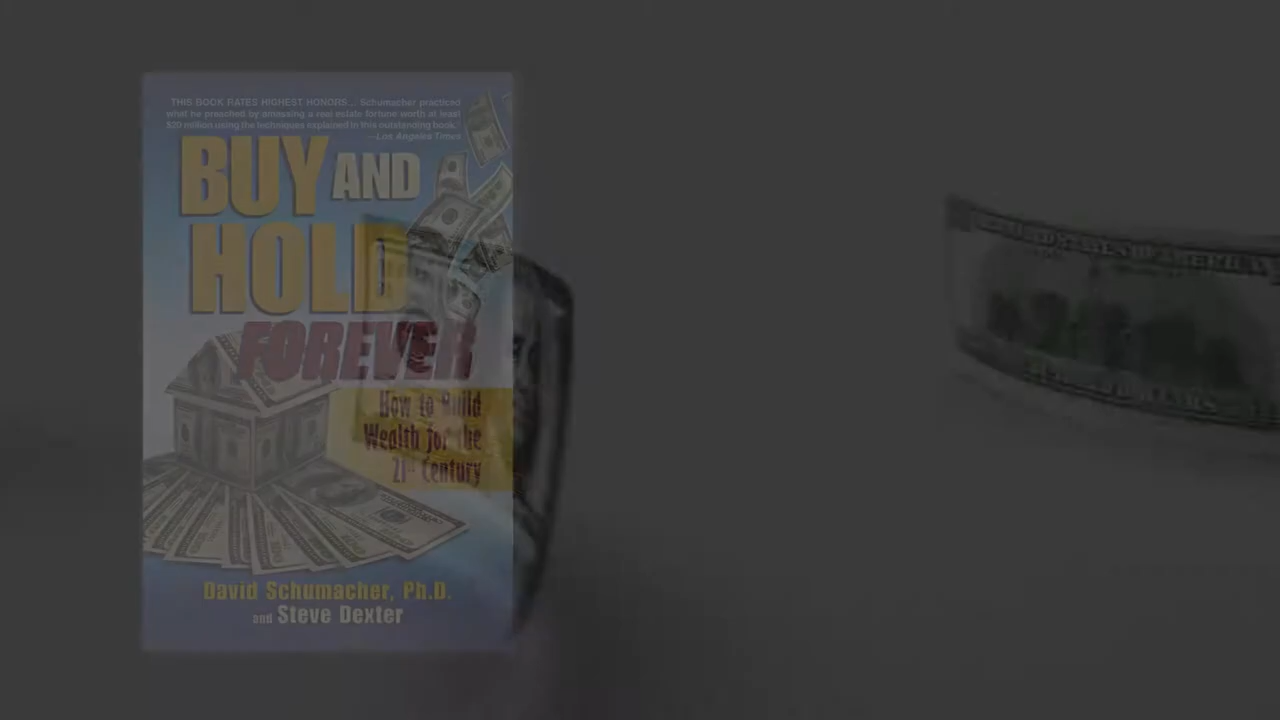 THIS BOOK RATES HIGHEST HONORS... Schumacher practiced
what he preached by amassing a real estate fortune worth at least
$20 million using the techniques explained in this outstanding book."
—Los Angeles Times
BUY AND
HOLD
FOREVER
How to Build
Wealth for the
21st Century
David Schumacher, Ph.D.
and Steve Dexter